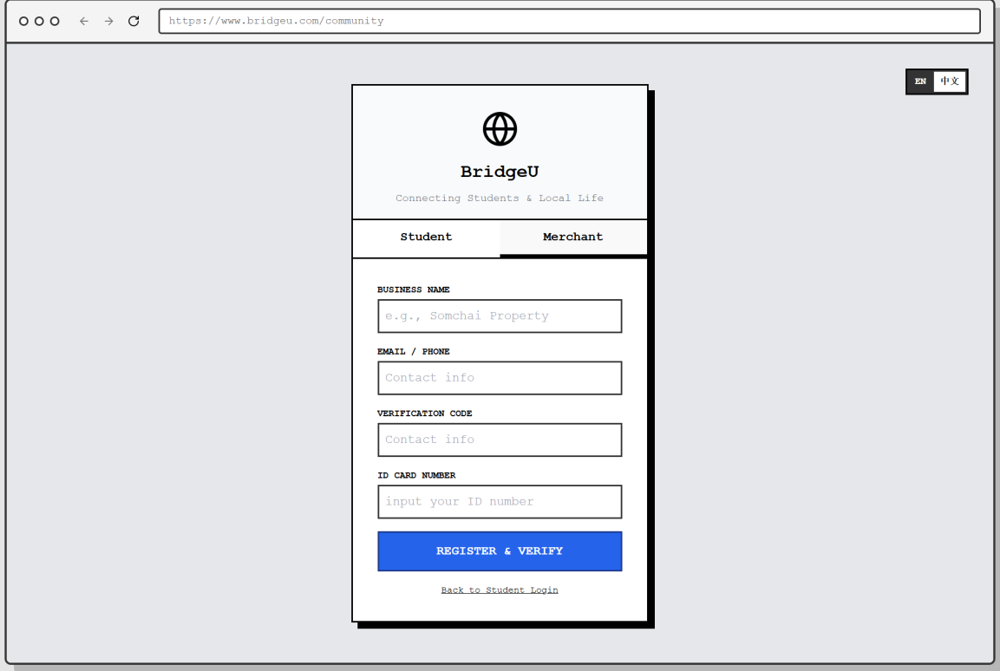 https://www.bridgeu.com/community
EN 中文
BridgeU
Connecting Students & Local Life
Student Merchant
BUSINESS NAME
e.g., Somchai Property
EMAIL / PHONE
Contact info
VERIFICATION CODE
Contact info
ID CARD NUMBER
input your ID number
REGISTER & VERIFY
Back to Student Login